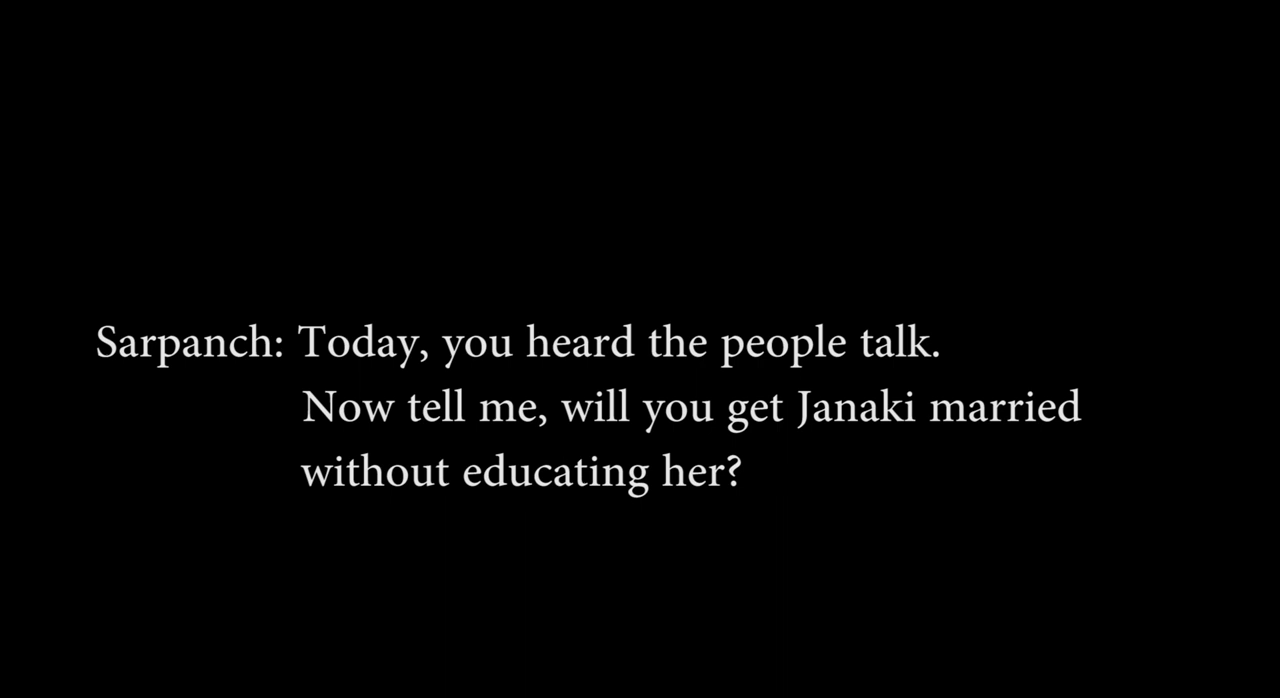 Sarpanch: Today, you heard the people talk.
Now tell me, will you get Janaki married
without educating her?